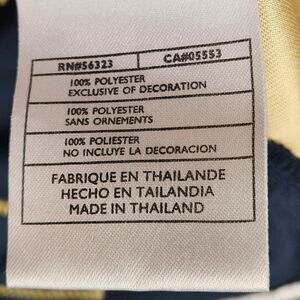 RN#56323 CA#05553
100% POLYESTER
EXCLUSIVE OF DECORATION
100% POLYESTER
SANS ORNEMENTS
100% POLIESTER
NO INCLUYE LA DECORACION
FABRIQUE EN THAILANDE
HECHO EN TAILANDIA
MADE IN THAILAND